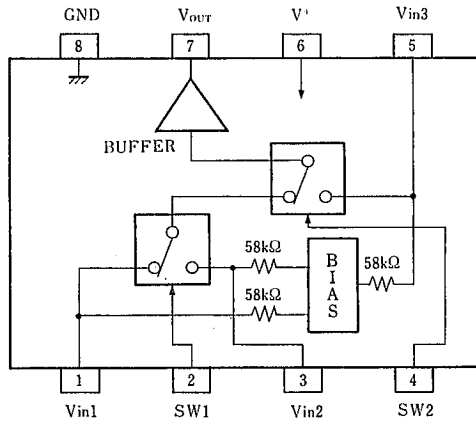 GND VOUT V+ Vin3
8 7 6 5
BUFFER
58kΩ
BIAS
58kΩ
58kΩ
1 2 3 4
Vin1 SW1 Vin2 SW2